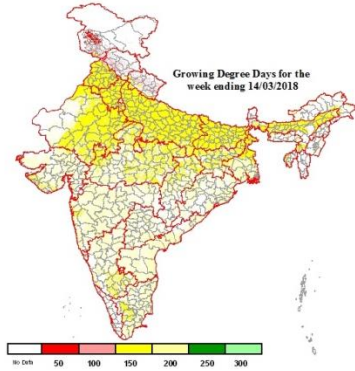 Growing Degree Days for the
week ending 14/03/2018
No Data 50 100 150 200 250 300